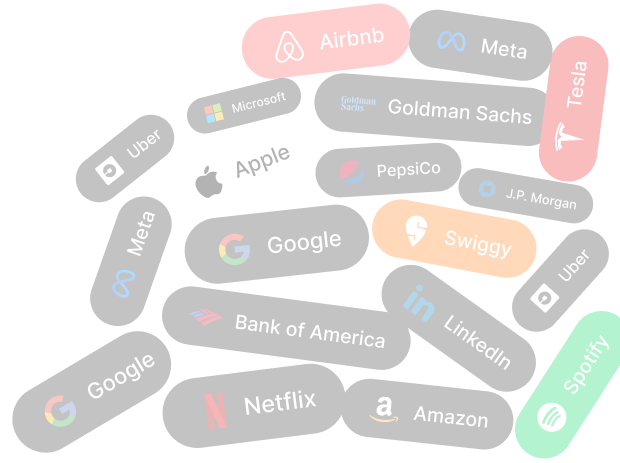 Airbnb
Meta
Tesla
Microsoft
Goldman
Sachs
Goldman Sachs
Uber
Apple
PepsiCo
J.P. Morgan
Meta
Google
Swiggy
Uber
Bank of America
in
LinkedIn
Google
Netflix
a
Amazon
Spotify